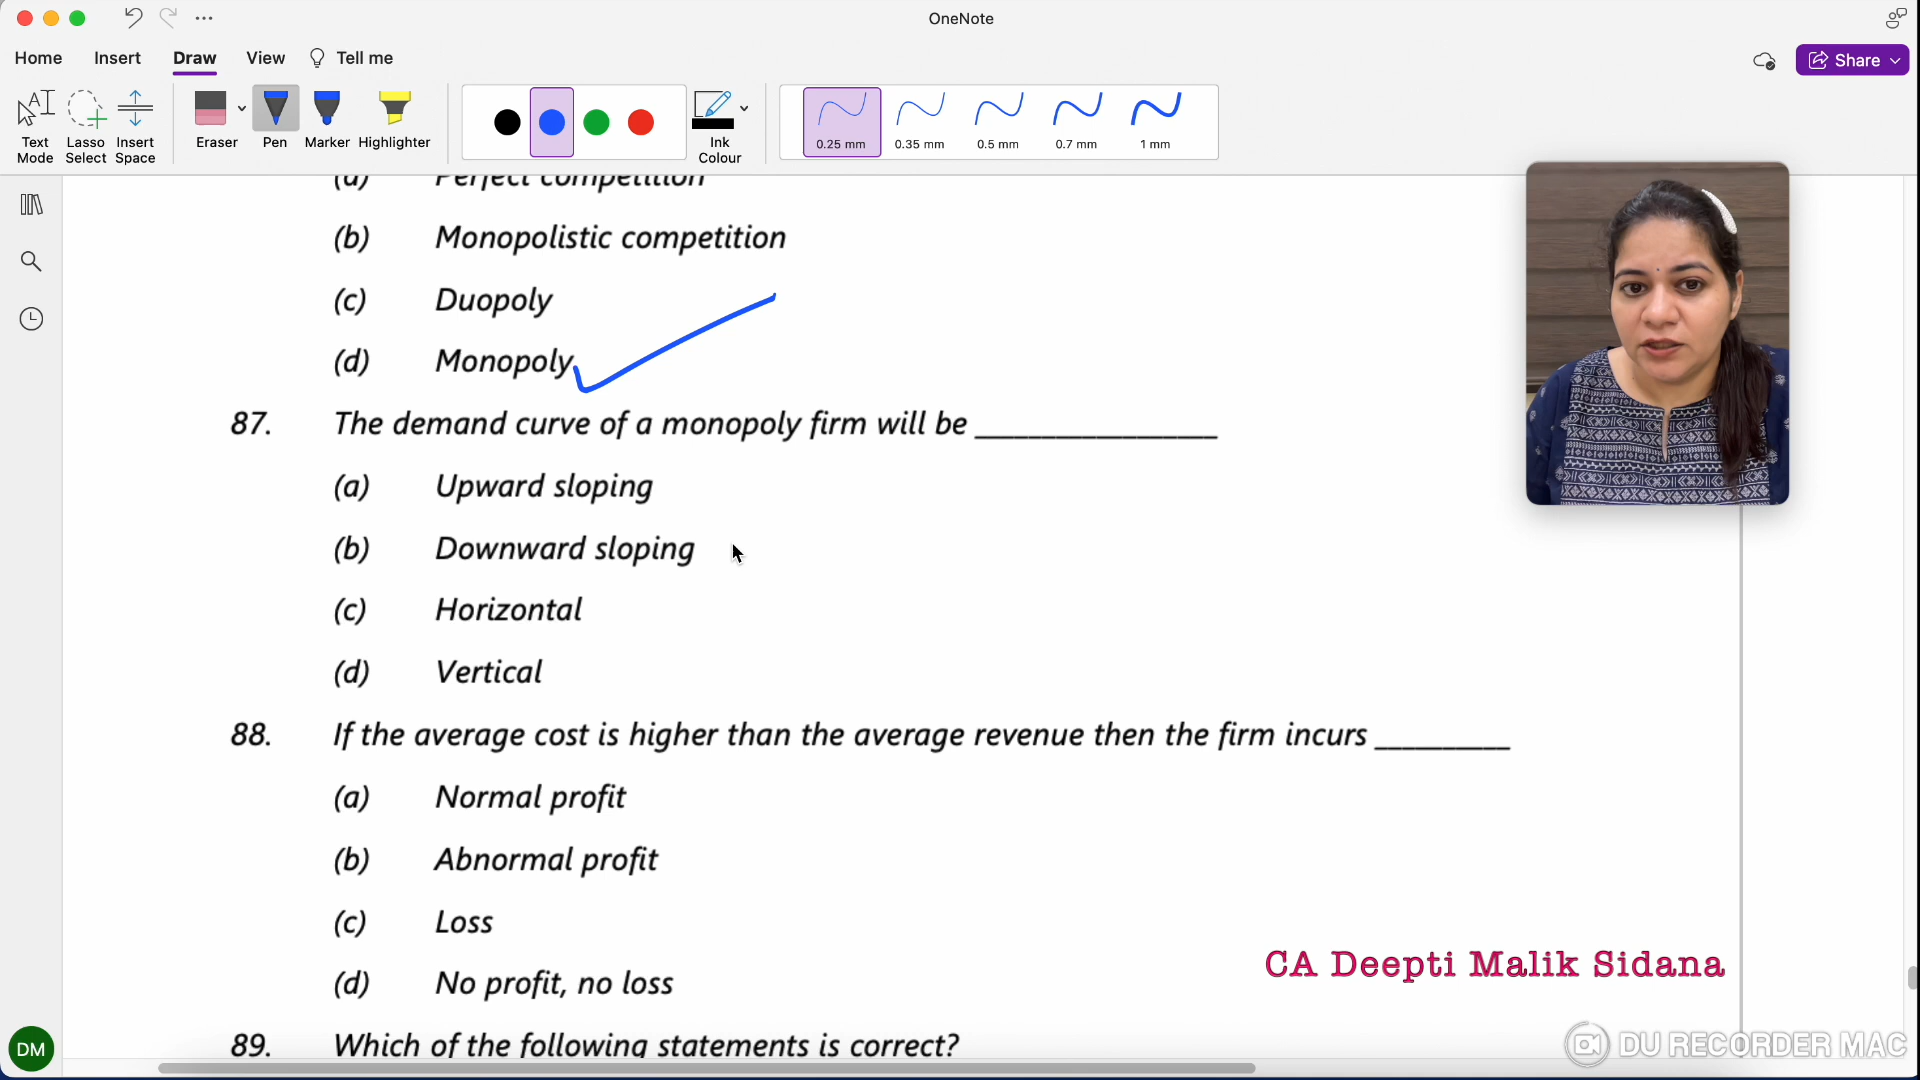 OneNote
Home Insert Draw View Tell me
Share
Text Mode
Lasso Select
Insert Space
Eraser
Pen
Marker
Highlighter
Ink Colour
0.25 mm
0.35 mm
0.5 mm
0.7 mm
1 mm
(a) Perfect competition
(b) Monopolistic competition
(c) Duopoly
(d) Monopoly
87. The demand curve of a monopoly firm will be ________________
(a) Upward sloping
(b) Downward sloping
(c) Horizontal
(d) Vertical
88. If the average cost is higher than the average revenue then the firm incurs _________
(a) Normal profit
(b) Abnormal profit
(c) Loss
(d) No profit, no loss
CA Deepti Malik Sidana
89. Which of the following statements is correct?
DM
DU RECORDER MAC